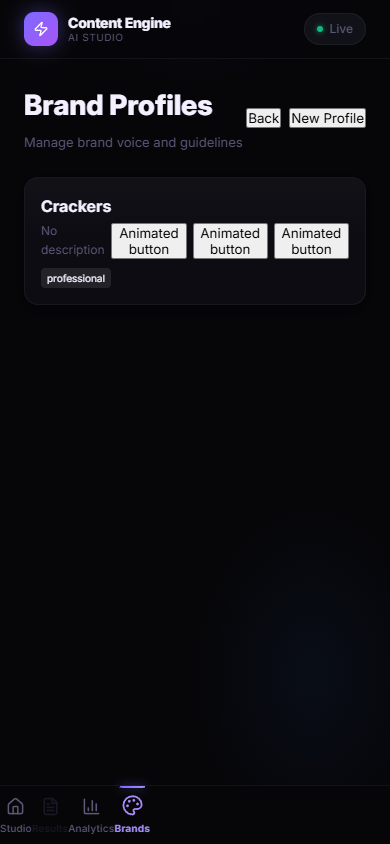 Content Engine
AI STUDIO
Live
Brand Profiles
Back
New Profile
Manage brand voice and guidelines
Crackers
No
description
Animated
button
Animated
button
Animated
button
professional
Studio
Results
Analytics
Brands